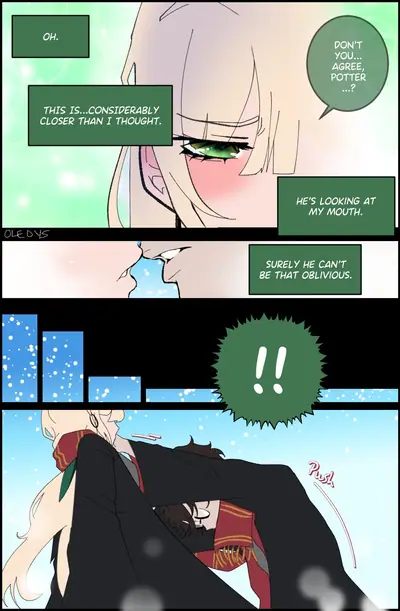 OH.
DON'T
YOU...
AGREE,
POTTER
...?
THIS IS...CONSIDERABLY
CLOSER THAN I THOUGHT.
HE'S LOOKING AT
MY MOUTH.
OLEDYS
SURELY HE CAN'T
BE THAT OBLIVIOUS.
!!
Push